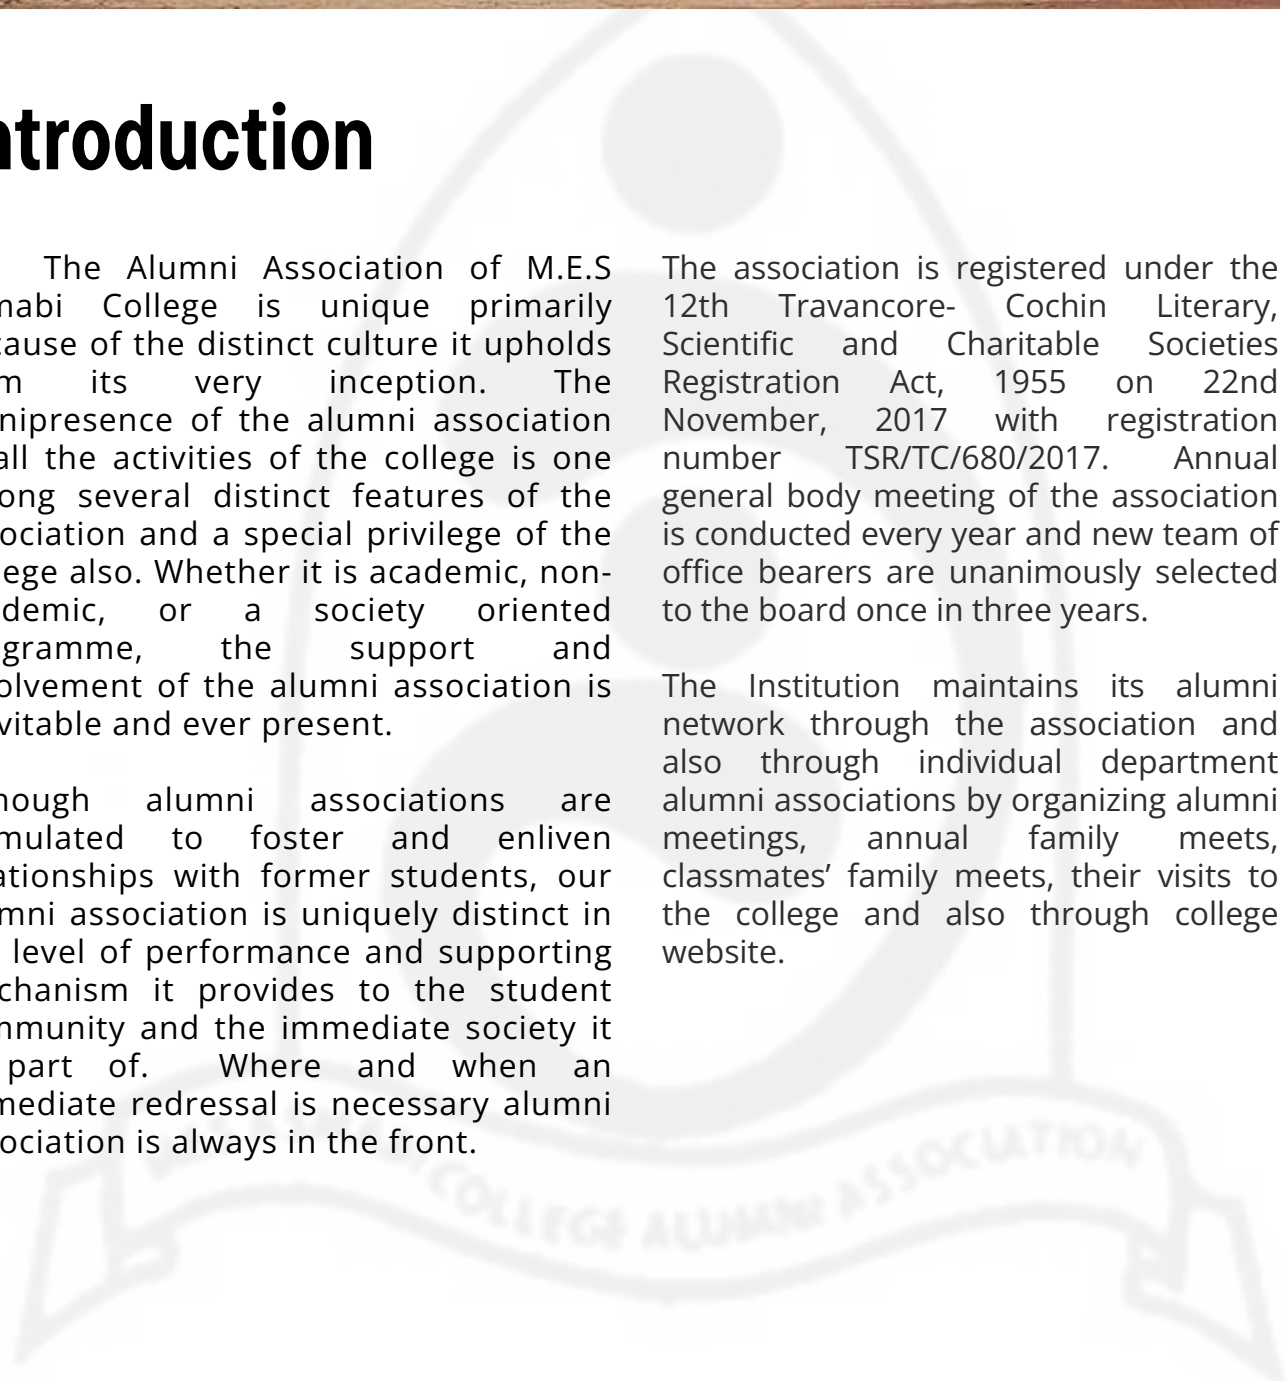 ntroduction
The Alumni Association of M.E.S
mabi College is unique primarily
cause of the distinct culture it upholds
m its very inception. The
nipresence of the alumni association
all the activities of the college is one
ong several distinct features of the
ociation and a special privilege of the
ege also. Whether it is academic, non-
demic, or a society oriented
gramme, the support and
olvement of the alumni association is
vitable and ever present.
hough alumni associations are
mulated to foster and enliven
ationships with former students, our
mni association is uniquely distinct in
level of performance and supporting
chanism it provides to the student
mmunity and the immediate society it
part of. Where and when an
mediate redressal is necessary alumni
ociation is always in the front.
The association is registered under the
12th Travancore- Cochin Literary,
Scientific and Charitable Societies
Registration Act, 1955 on 22nd
November, 2017 with registration
number TSR/TC/680/2017. Annual
general body meeting of the association
is conducted every year and new team of
office bearers are unanimously selected
to the board once in three years.
The Institution maintains its alumni
network through the association and
also through individual department
alumni associations by organizing alumni
meetings, annual family meets,
classmates’ family meets, their visits to
the college and also through college
website.
COLLEGE ALUMNI ASSOCIATION